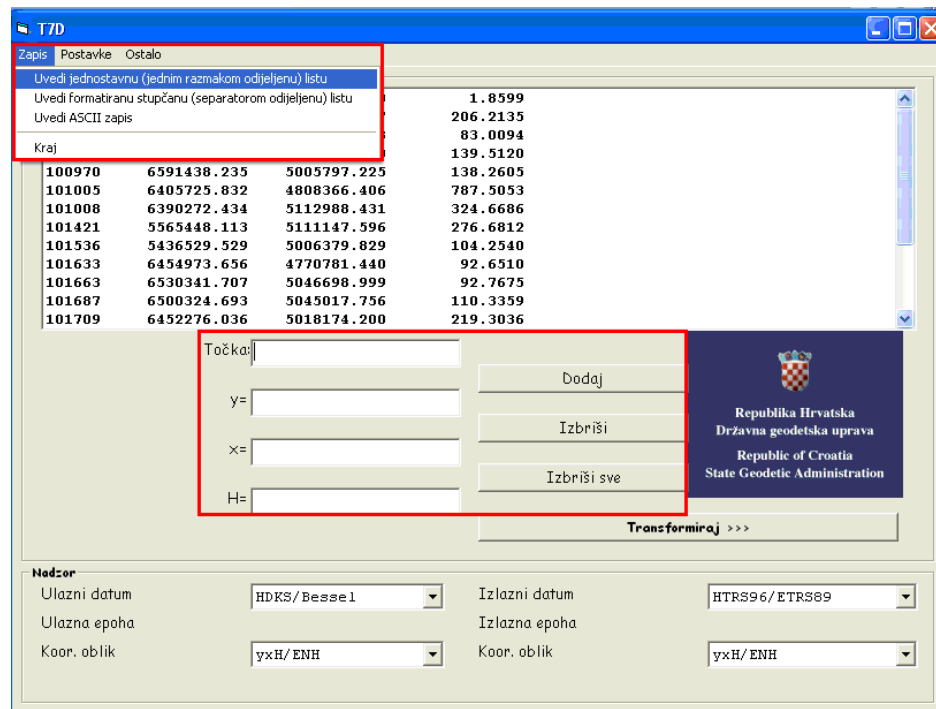 T7D
Zapis Postavke Ostalo
Uvedi jednostavnu (jednim razmakom odijeljenu) listu
Uvedi formatiranu stupčanu (separatorom odijeljenu) listu
Uvedi ASCII zapis
Kraj
1.8599
206.2135
83.0094
139.5120
100970 6591438.235 5005797.225 138.2605
101005 6405725.832 4808366.406 787.5053
101008 6390272.434 5112988.431 324.6686
101421 5565448.113 5111147.596 276.6812
101536 5436529.529 5006379.829 104.2540
101633 6454973.656 4770781.440 92.6510
101663 6530341.707 5046698.999 92.7675
101687 6500324.693 5045017.756 110.3359
101709 6452276.036 5018174.200 219.3036
Točka:
y=
x=
H=
Dodaj
Izbriši
Izbriši sve
Republika Hrvatska
Državna geodetska uprava
Republic of Croatia
State Geodetic Administration
Transformiraj >>>
Nadzor
Ulazni datum HDKS/Bessel Izlazni datum HTRS96/ETRS89
Ulazna epoha Izlazna epoha
Koor. oblik yxH/ENH Koor. oblik yxH/ENH